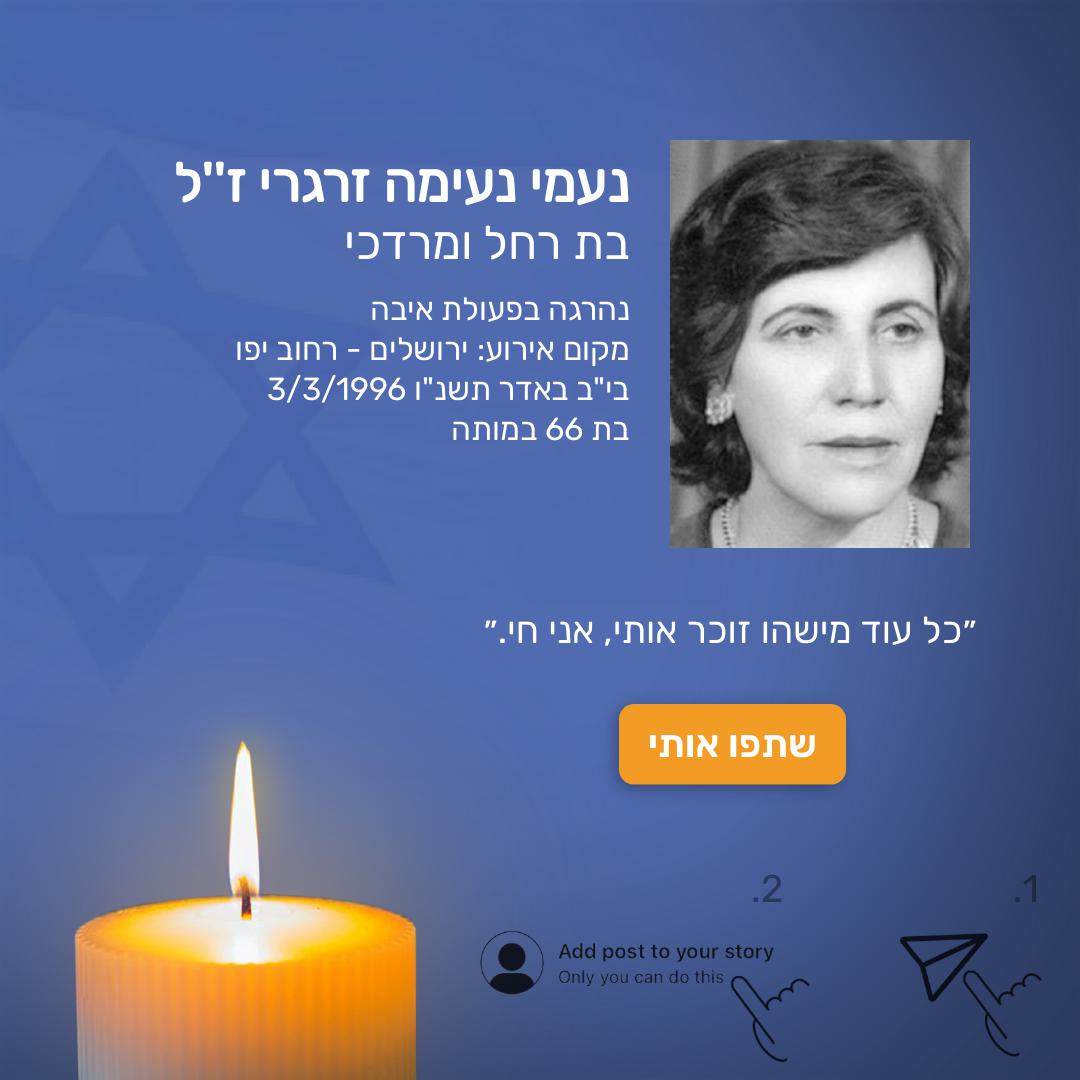 נעמי נעימה זרגרי ז"ל
בת רחל ומרדכי
נהרגה בפעולת איבה
מקום אירוע: ירושלים - רחוב יפו
בי"ב באדר תשנ"ו 3/3/1996
בת 66 במותה
״כל עוד מישהו זוכר אותי, אני חי.״
שתפו אותי
1.
2.
Add post to your story
Only you can do this